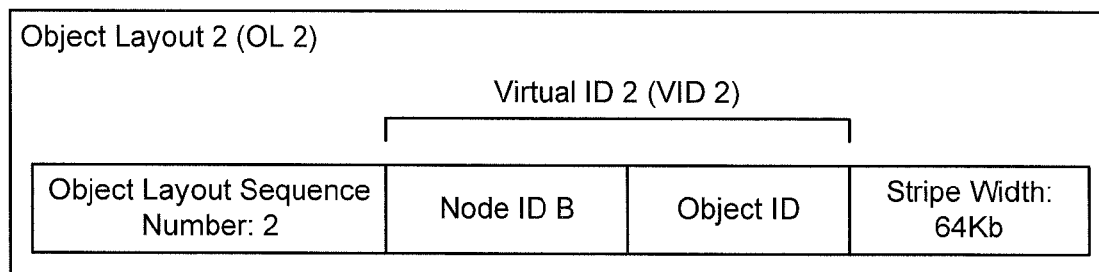 Object Layout 2 (OL 2)
Virtual ID 2 (VID 2)
Object Layout Sequence
Number: 2
Node ID B
Object ID
Stripe Width:
64Kb